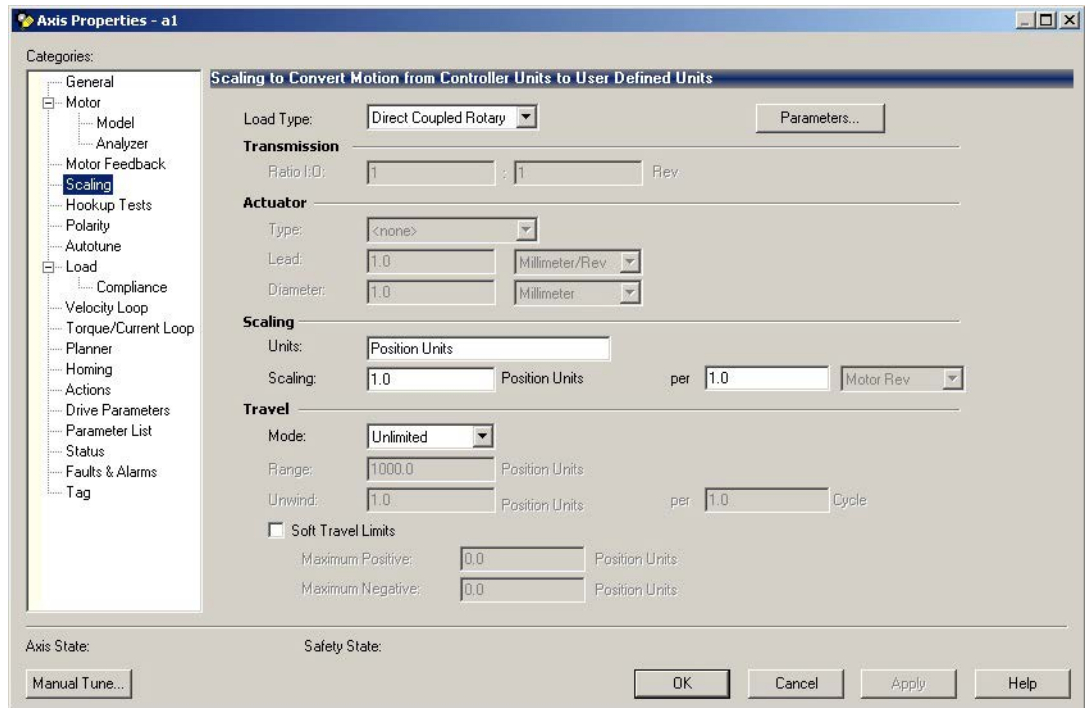 Axis Properties - a1
Categories:
General
Motor
Model
Analyzer
Motor Feedback
Scaling
Hookup Tests
Polarity
Autotune
Load
Compliance
Velocity Loop
Torque/Current Loop
Planner
Homing
Actions
Drive Parameters
Parameter List
Status
Faults & Alarms
Tag
Scaling to Convert Motion from Controller Units to User Defined Units
Load Type: Direct Coupled Rotary Parameters...
Transmission
Ratio I:O: 1 : 1 Rev
Actuator
Type: <none>
Lead: 1.0 Millimeter/Rev
Diameter: 1.0 Millimeter
Scaling
Units: Position Units
Scaling: 1.0 Position Units per 1.0 Motor Rev
Travel
Mode: Unlimited
Range: 1000.0 Position Units
Unwind: 1.0 Position Units per 1.0 Cycle
Soft Travel Limits
Maximum Positive: 0.0 Position Units
Maximum Negative: 0.0 Position Units
Axis State: Safety State:
Manual Tune... OK Cancel Apply Help